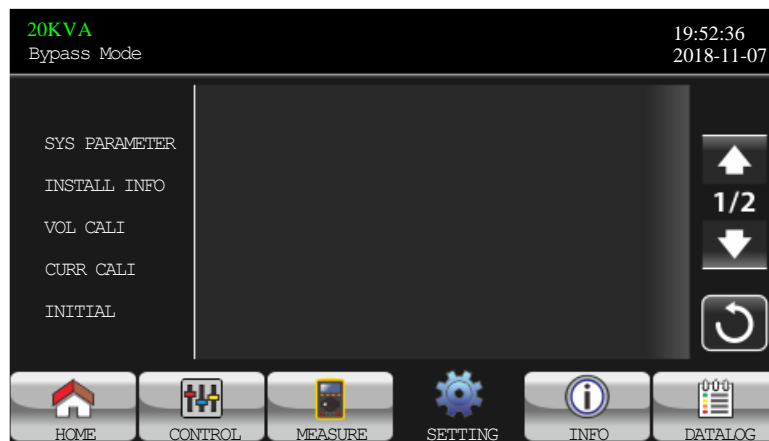 20KVA
Bypass Mode
19:52:36
2018-11-07
SYS PARAMETER
INSTALL INFO
VOL CALI
CURR CALI
INITIAL
1/2
HOME
CONTROL
MEASURE
SETTING
INFO
DATALOG